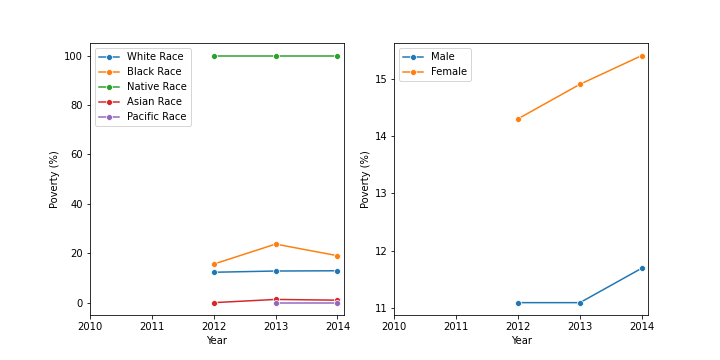 White Race
Black Race
Native Race
Asian Race
Pacific Race
100
80
60
40
20
0
Poverty (%)
2010 2011 2012 2013 2014
Year
Male
Female
15
14
13
12
11
Poverty (%)
2010 2011 2012 2013 2014
Year